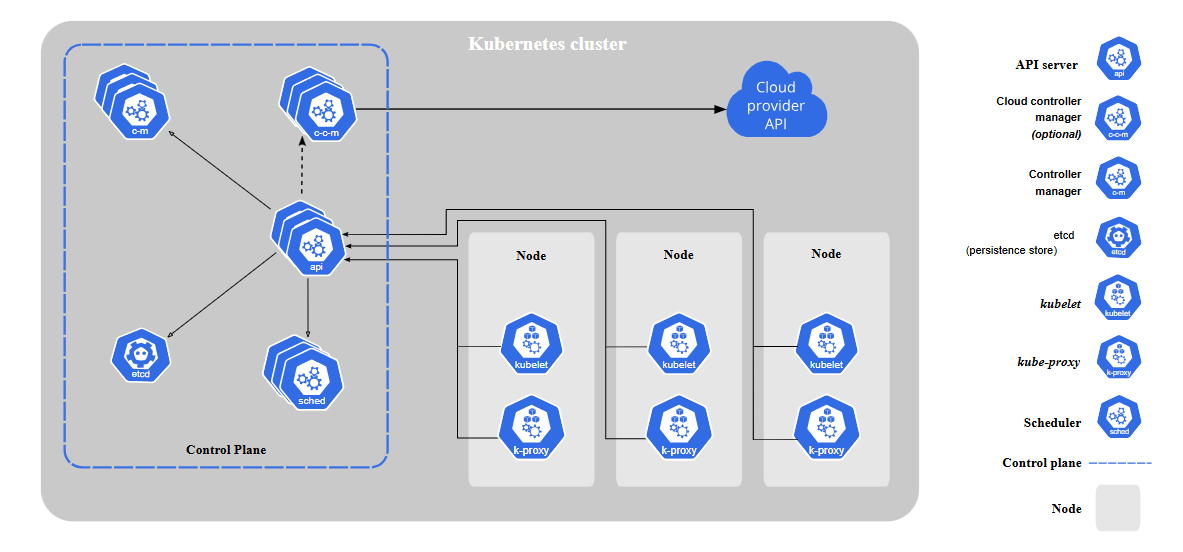 Kubernetes cluster
c-m
c-c-m
Cloud
provider
API
api
etcd
sched
Control Plane
Node
kubelet
k-proxy
Node
kubelet
k-proxy
Node
kubelet
k-proxy
API server
api
Cloud controller
manager
(optional)
c-c-m
Controller
manager
c-m
etcd
(persistence store)
etcd
kubelet
kubelet
kube-proxy
k-proxy
Scheduler
sched
Control plane
Node